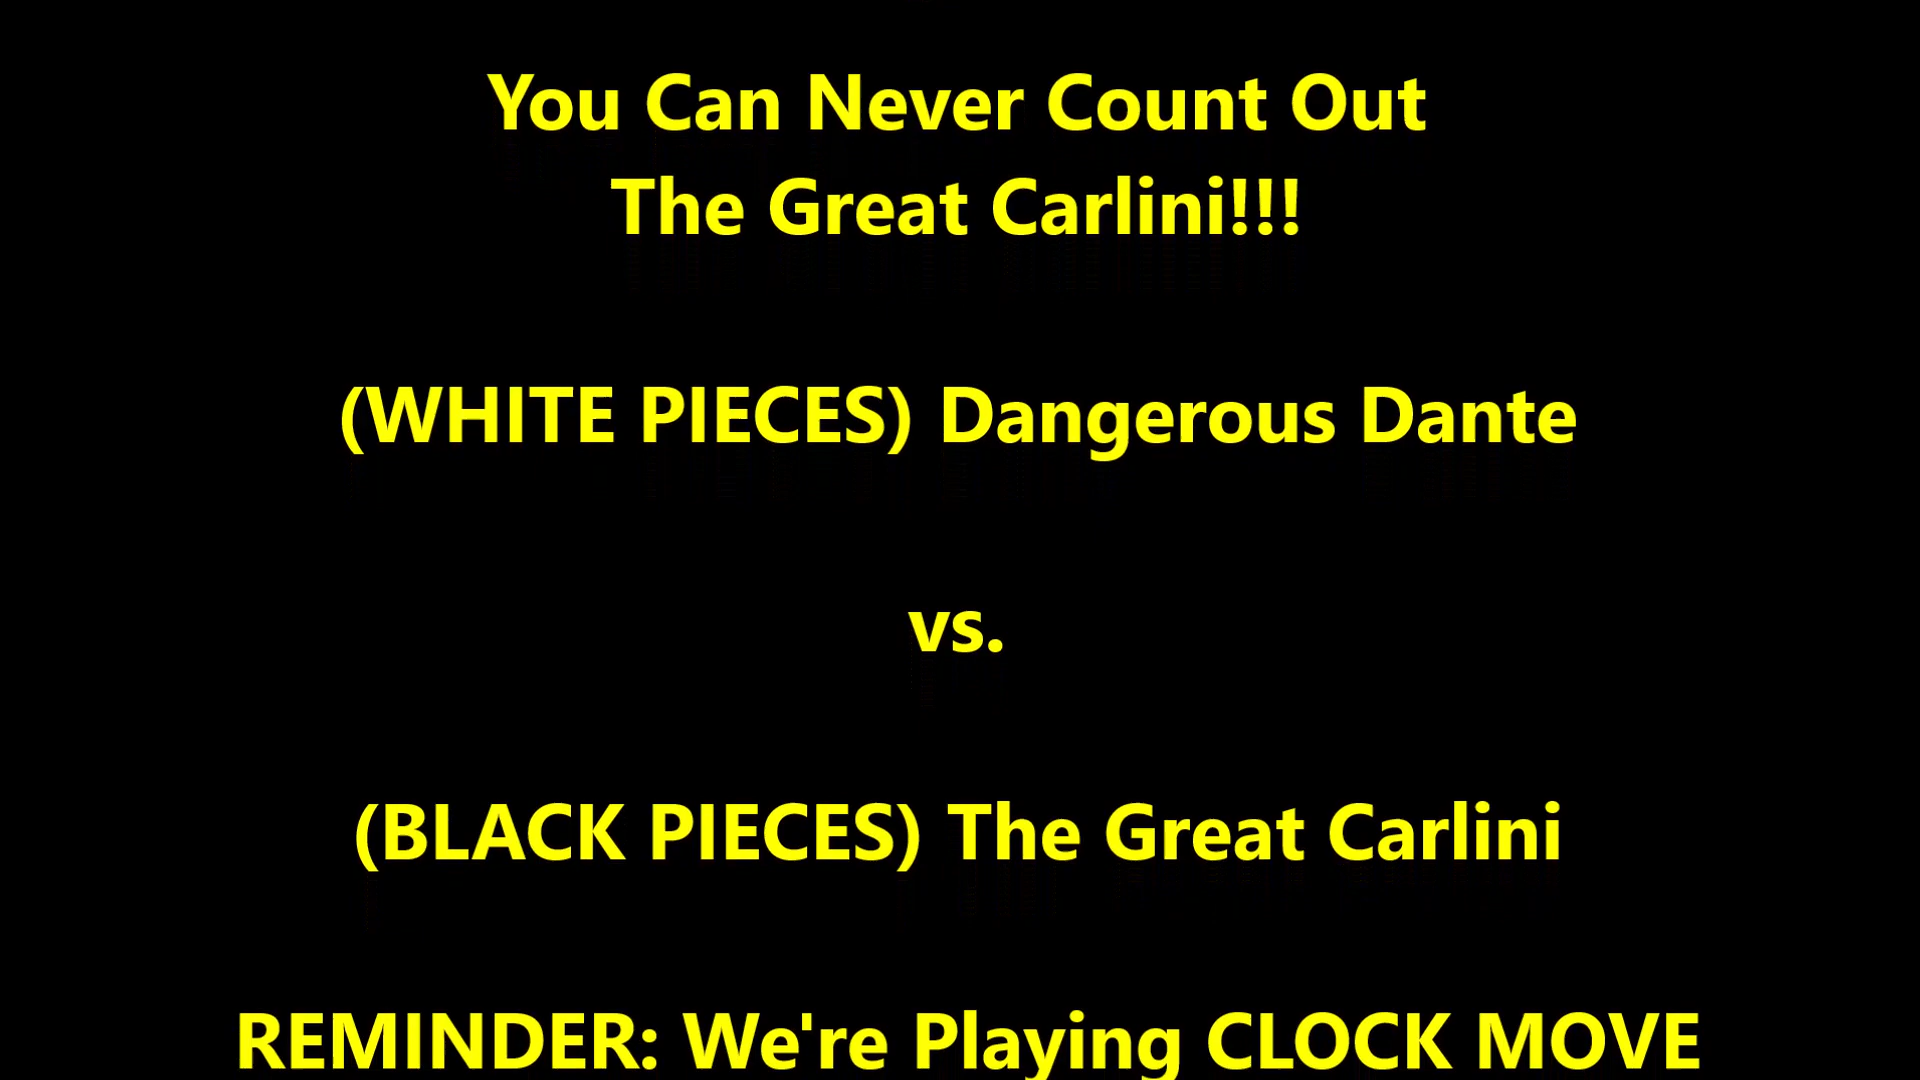 You Can Never Count Out
The Great Carlini!!!
(WHITE PIECES) Dangerous Dante
vs.
(BLACK PIECES) The Great Carlini
REMINDER: We're Playing CLOCK MOVE